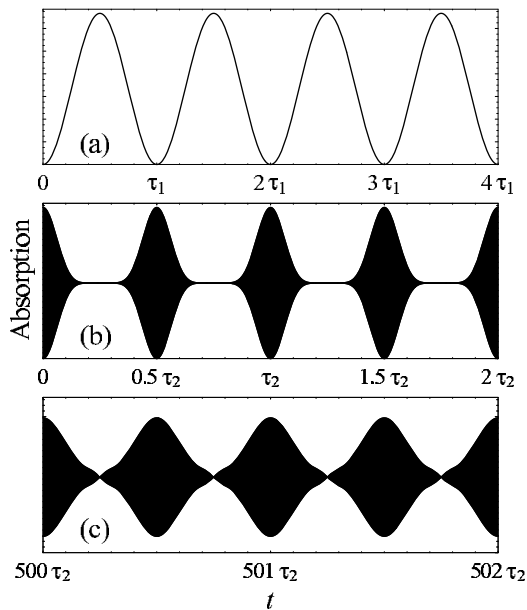 (a)
0 τ₁ 2 τ₁ 3 τ₁ 4 τ₁
Absorption
(b)
0 0.5 τ₂ τ₂ 1.5 τ₂ 2 τ₂
(c)
500 τ₂ 501 τ₂ 502 τ₂
t